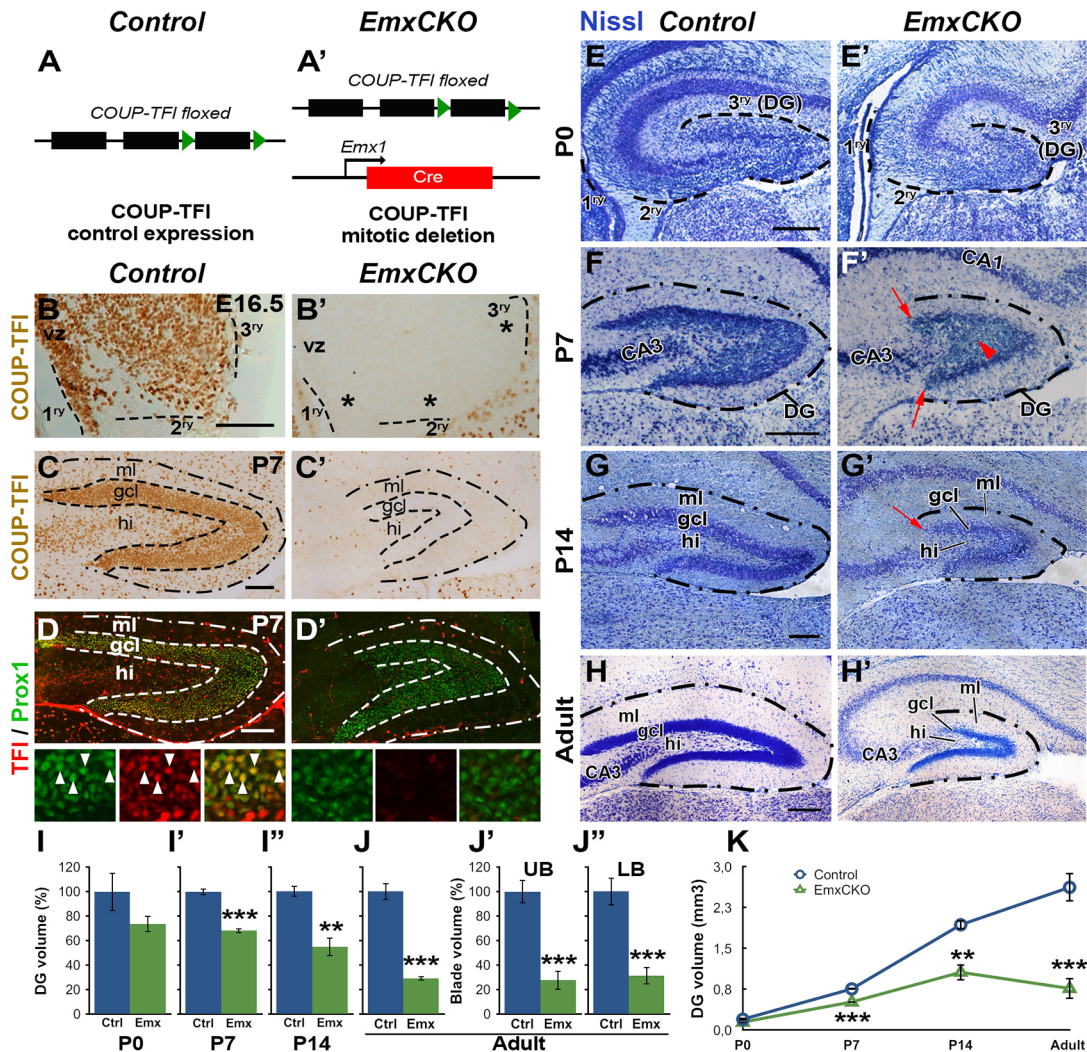 Control
EmxCKO
A
COUP-TFI floxed
COUP-TFI
control expression
A'
COUP-TFI floxed
Emx1
Cre
COUP-TFI
mitotic deletion
Control
EmxCKO
COUP-TFI
B
E16.5
vz
3ry
1ry
2ry
B'
3ry
*
vz
*
*
1ry
2ry
COUP-TFI
C
P7
ml
gcl
hi
C'
ml
gcl
hi
TFI / Prox1
D
P7
ml
gcl
hi
D'
Nissl
Control
EmxCKO
P0
E
3ry (DG)
1ry
2ry
E'
1ry
3ry
(DG)
2ry
P7
F
CA3
DG
F'
CA1
CA3
DG
P14
G
ml
gcl
hi
G'
ml
gcl
hi
Adult
H
ml
gcl
hi
CA3
H'
ml
gcl
hi
CA3
I
DG volume (%)
120
100
80
60
40
20
0
Ctrl
Emx
P0
I'
***
Ctrl
Emx
P7
I''
**
Ctrl
Emx
P14
J
***
Ctrl
Emx
J'
UB
Blade volume (%)
120
100
80
60
40
20
0
***
Ctrl
Emx
J''
LB
***
Ctrl
Emx
Adult
K
DG volume (mm3)
3,0
2,3
1,5
0,8
0,0
Control
EmxCKO
***
**
***
P0
P7
P14
Adult